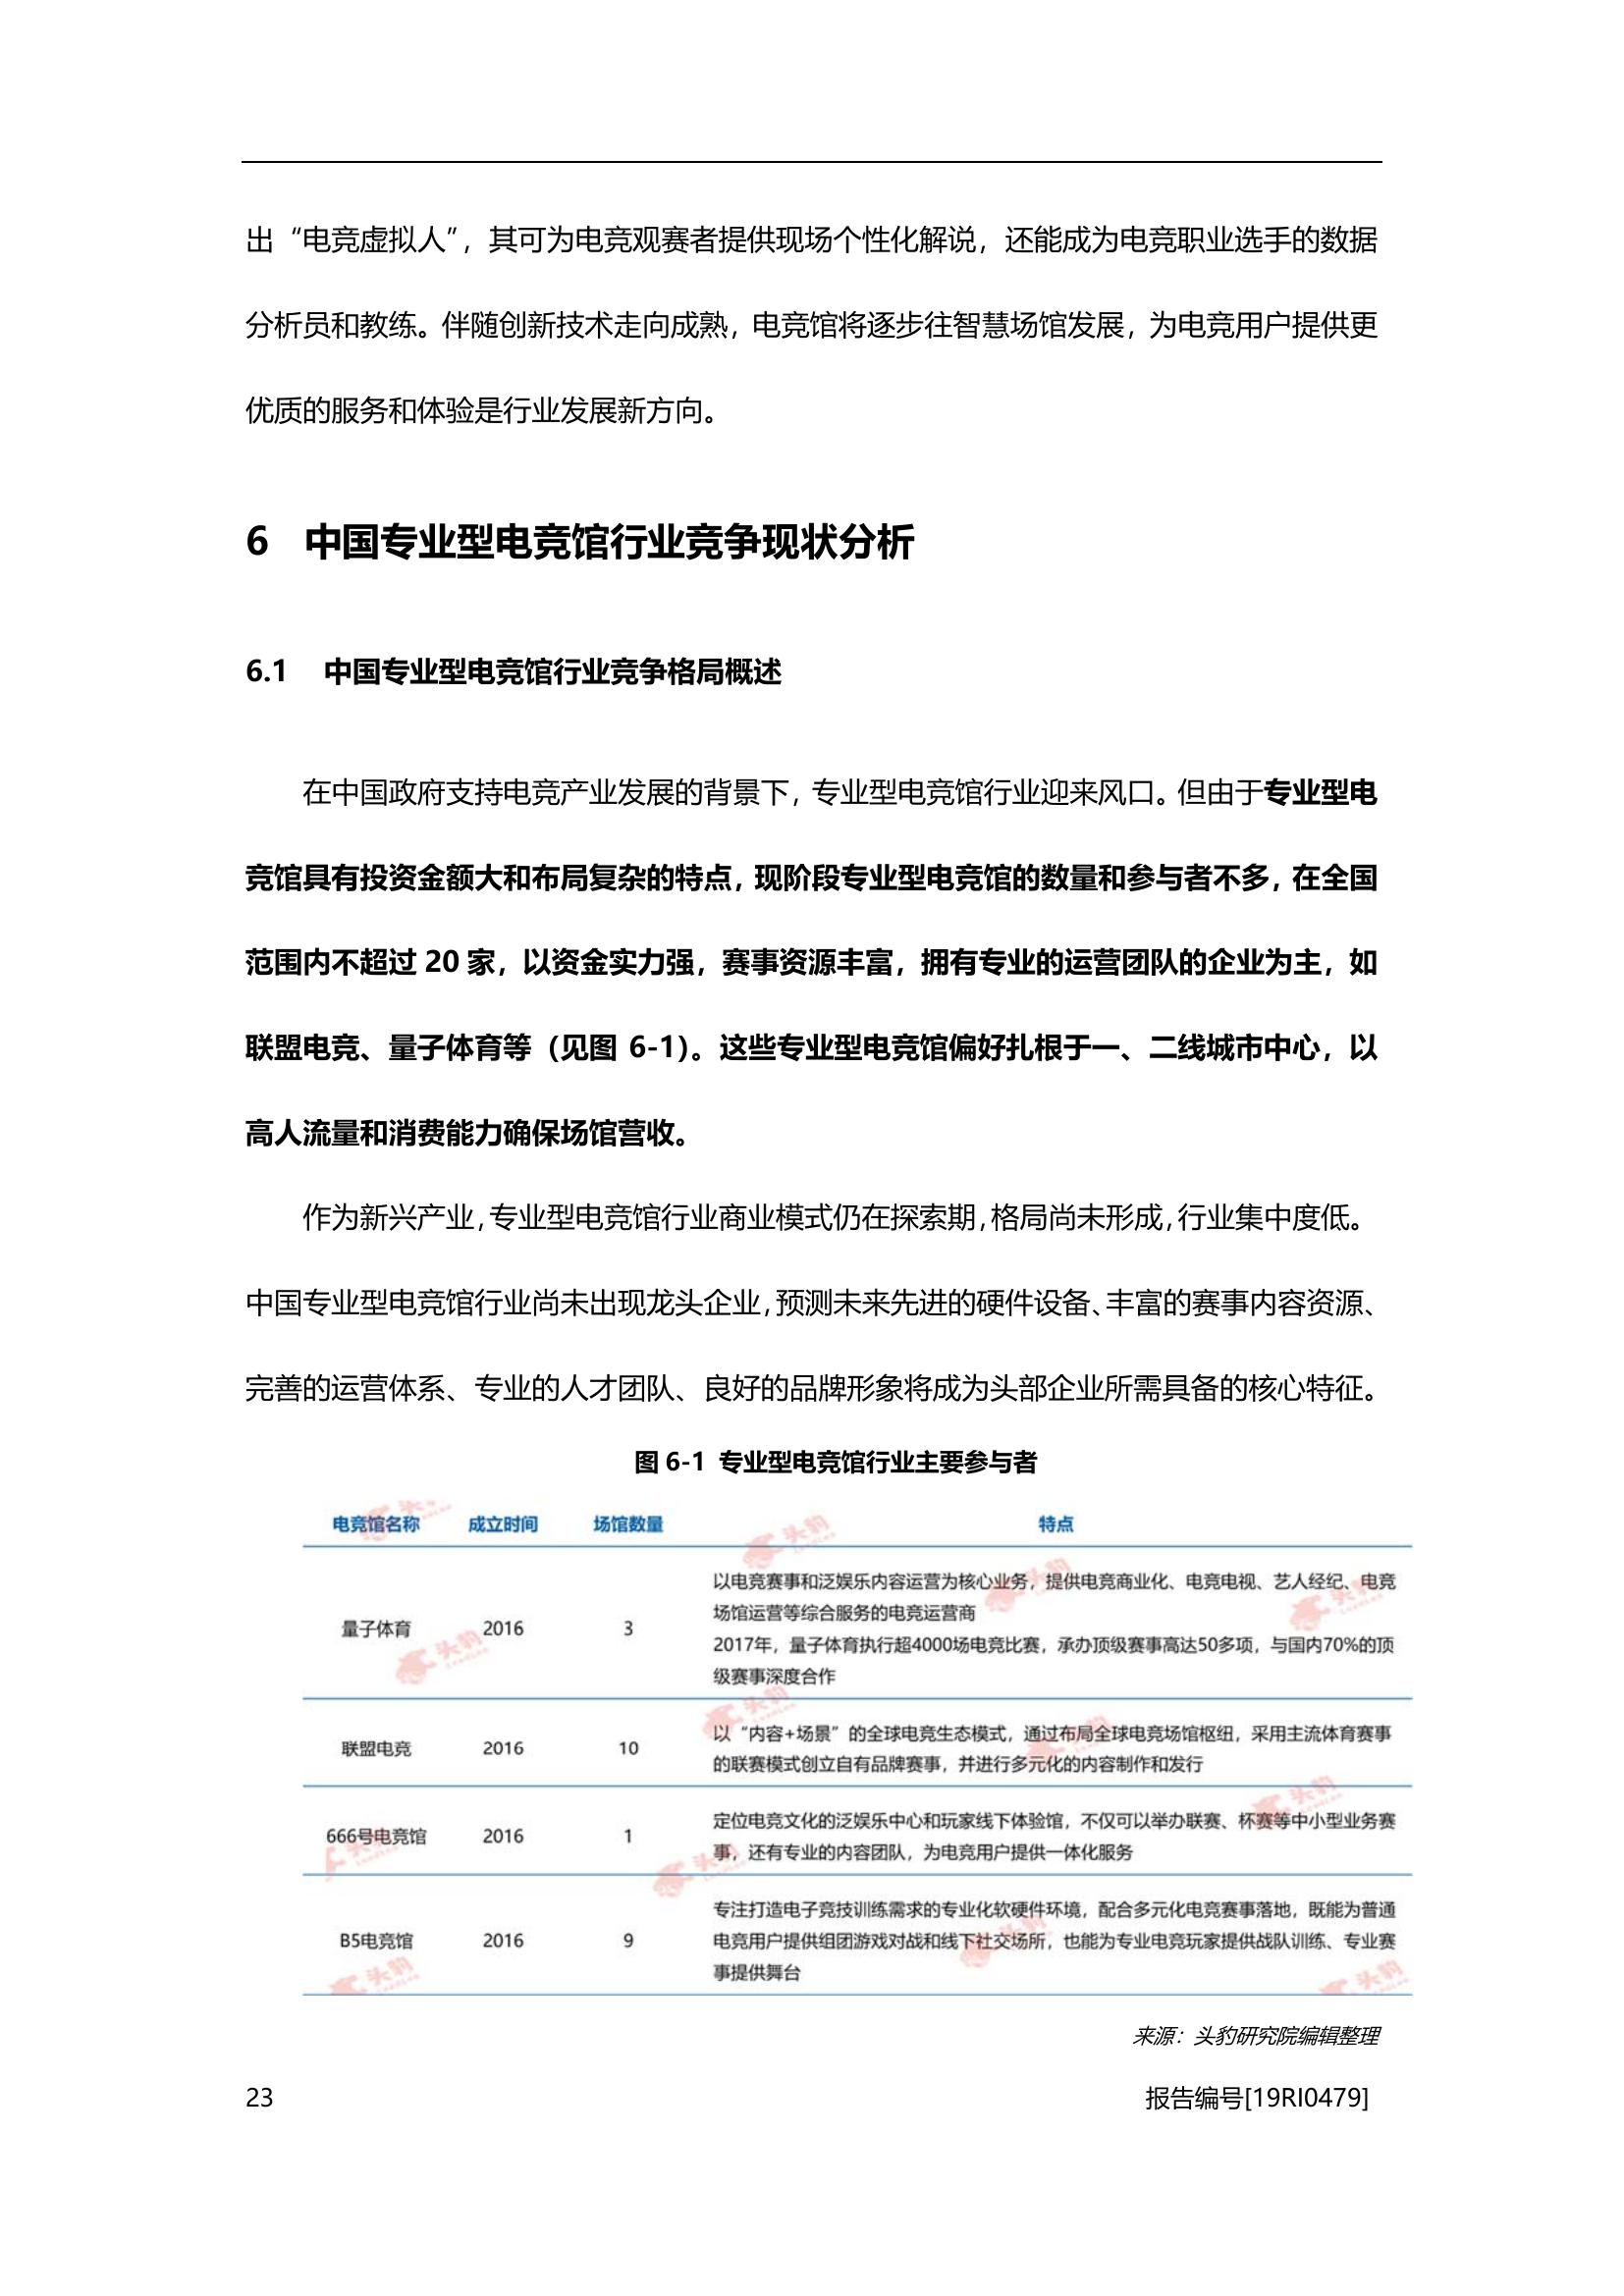 出“电竞虚拟人”，其可为电竞观赛者提供现场个性化解说，还能成为电竞职业选手的数据
分析员和教练。伴随创新技术走向成熟，电竞馆将逐步往智慧场馆发展，为电竞用户提供更
优质的服务和体验是行业发展新方向。
6 中国专业型电竞馆行业竞争现状分析
6.1 中国专业型电竞馆行业竞争格局概述
在中国政府支持电竞产业发展的背景下，专业型电竞馆行业迎来风口。但由于专业型电
竞馆具有投资金额大和布局复杂的特点，现阶段专业型电竞馆的数量和参与者不多，在全国
范围内不超过 20 家，以资金实力强，赛事资源丰富，拥有专业的运营团队的企业为主，如
联盟电竞、量子体育等（见图 6-1）。这些专业型电竞馆偏好扎根于一、二线城市中心，以
高人流量和消费能力确保场馆营收。
作为新兴产业，专业型电竞馆行业商业模式仍在探索期，格局尚未形成，行业集中度低。
中国专业型电竞馆行业尚未出现龙头企业，预测未来先进的硬件设备、丰富的赛事内容资源、
完善的运营体系、专业的人才团队、良好的品牌形象将成为头部企业所需具备的核心特征。
图 6-1 专业型电竞馆行业主要参与者
电竞馆名称 成立时间 场馆数量 特点
以电竞赛事和泛娱乐内容运营为核心业务，提供电竞商业化、电竞电视、艺人经纪、电竞
场馆运营等综合服务的电竞运营商
量子体育 2016 3
2017年，量子体育执行超4000场电竞比赛，承办顶级赛事高达50多项，与国内70%的顶
级赛事深度合作
以“内容+场景”的全球电竞生态模式，通过布局全球电竞场馆枢纽，采用主流体育赛事
联盟电竞 2016 10
的联赛模式创立自有品牌赛事，并进行多元化的内容制作和发行
定位电竞文化的泛娱乐中心和玩家线下体验馆，不仅可以举办联赛、杯赛等中小型业务赛
666号电竞馆 2016 1
事，还有专业的内容团队，为电竞用户提供一体化服务
专注打造电子竞技训练需求的专业化软硬件环境，配合多元化电竞赛事落地，既能为普通
B5电竞馆 2016 9 电竞用户提供组团游戏对战和线下社交场所，也能为专业电竞玩家提供战队训练、专业赛
事提供舞台
来源：头豹研究院编辑整理
23 报告编号[19RI0479]